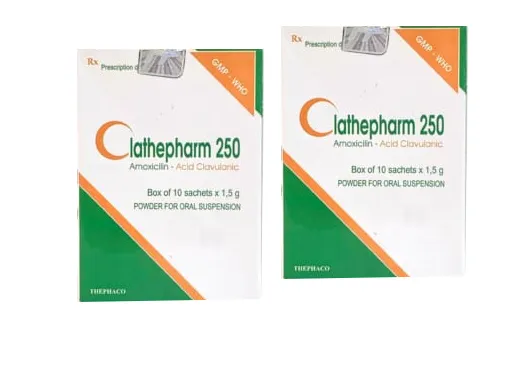 Rx
Prescription d
GMP - WHO
Clathepharm 250
Amoxicilin - Acid Clavulanic
Box of 10 sachets x 1,5 g
POWDER FOR ORAL SUSPENSION
THEPHACO
Rx
Prescription d
GMP - WHO
Clathepharm 250
Amoxicilin - Acid Clavulanic
Box of 10 sachets x 1,5 g
POWDER FOR ORAL SUSPENSION
THEPHACO